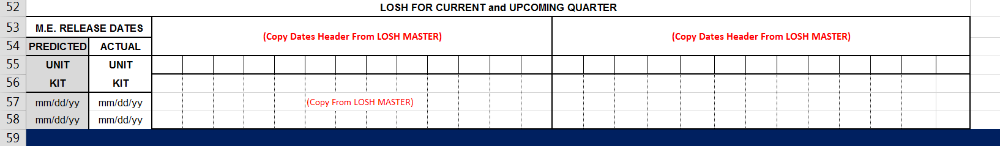 52 LOSH FOR CURRENT and UPCOMING QUARTER
53 M.E. RELEASE DATES (Copy Dates Header From LOSH MASTER) (Copy Dates Header From LOSH MASTER)
54 PREDICTED ACTUAL
55 UNIT UNIT
56 KIT KIT
57 mm/dd/yy mm/dd/yy (Copy From LOSH MASTER)
58 mm/dd/yy mm/dd/yy
59